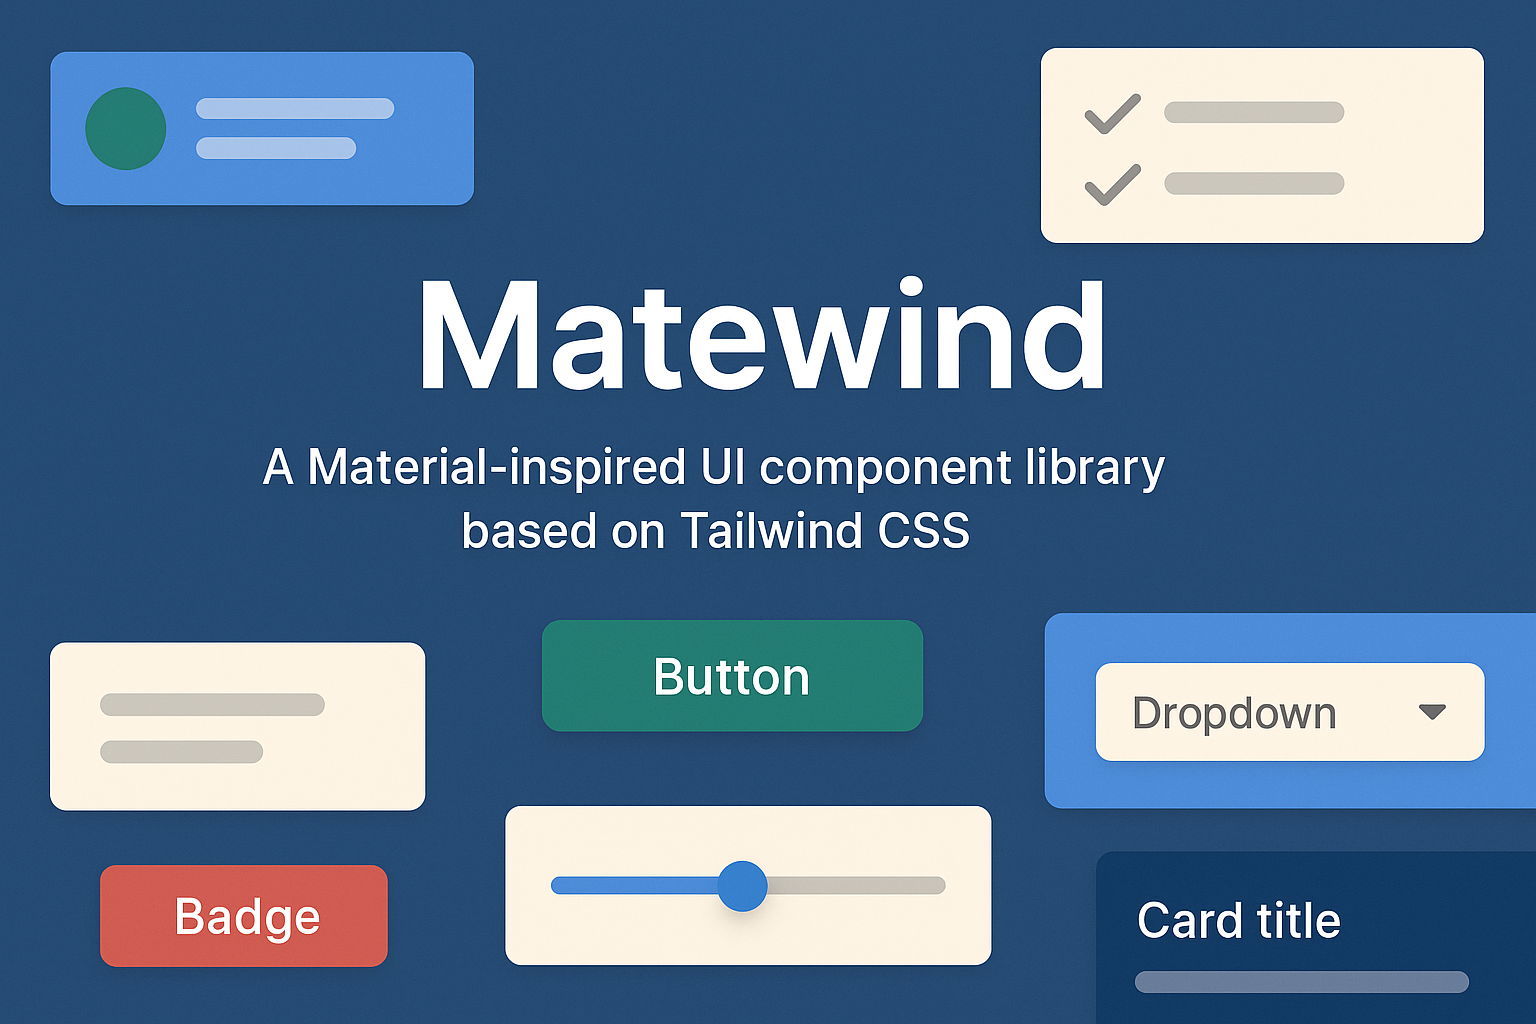 Matewind
A Material-inspired UI component library
based on Tailwind CSS
Button
Dropdown
Badge
Card title